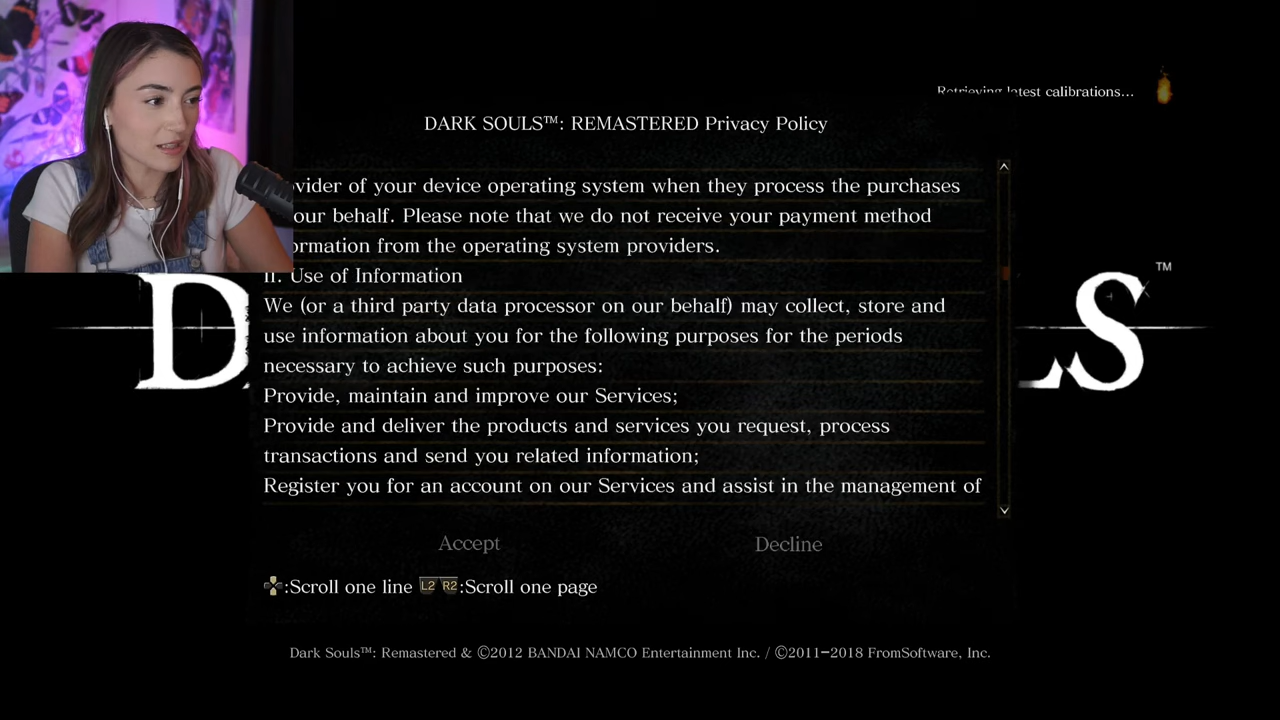 Retrieving latest calibrations...
DARK SOULS™: REMASTERED Privacy Policy
of your device operating system when they process the purchases
our behalf. Please note that we do not receive your payment method
from the operating system providers.
II. Use of Information
We (or a third party data processor on our behalf) may collect, store and
use information about you for the following purposes for the periods
necessary to achieve such purposes:
Provide, maintain and improve our Services;
Provide and deliver the products and services you request, process
transactions and send you related information;
Register you for an account on our Services and assist in the management of
D S ™
Accept Decline
:Scroll one line L2 R2 :Scroll one page
Dark Souls™: Remastered & ©2012 BANDAI NAMCO Entertainment Inc. / ©2011-2018 FromSoftware, Inc.